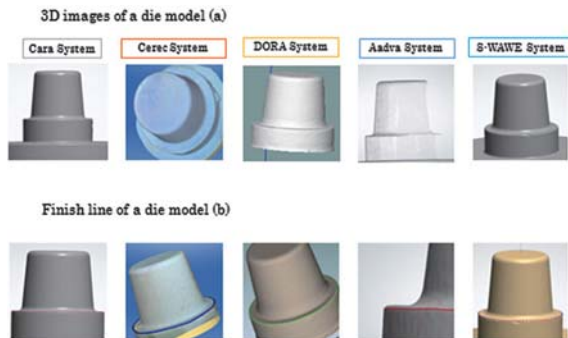 3D images of a die model (a)
Cara System
Cerec System
DORA System
Aadva System
S-WAWE System
Finish line of a die model (b)